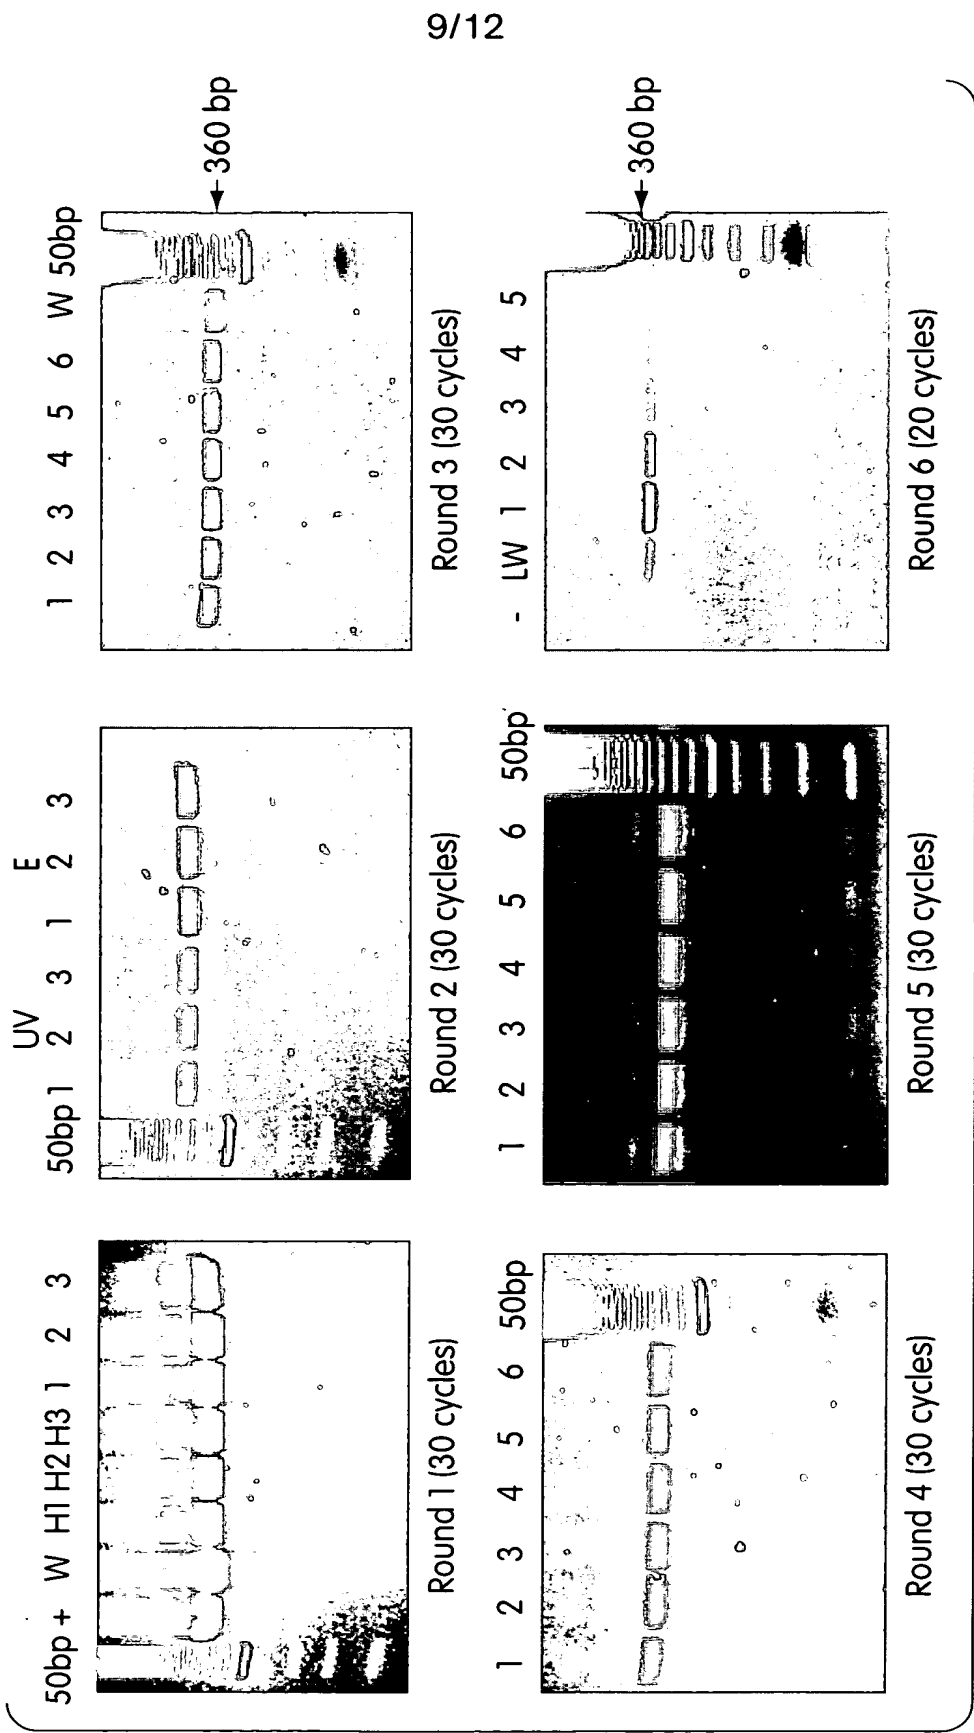 9/12
50bp + W H1 H2 H3 1 2 3
Round 1 (30 cycles)
UV E
50bp 1 2 3 1 2 3
Round 2 (30 cycles)
1 2 3 4 5 6 W 50bp
360 bp
Round 3 (30 cycles)
1 2 3 4 5 6 50bp
Round 4 (30 cycles)
1 2 3 4 5 6 50bp
Round 5 (30 cycles)
- LW 1 2 3 4 5
360 bp
Round 6 (20 cycles)